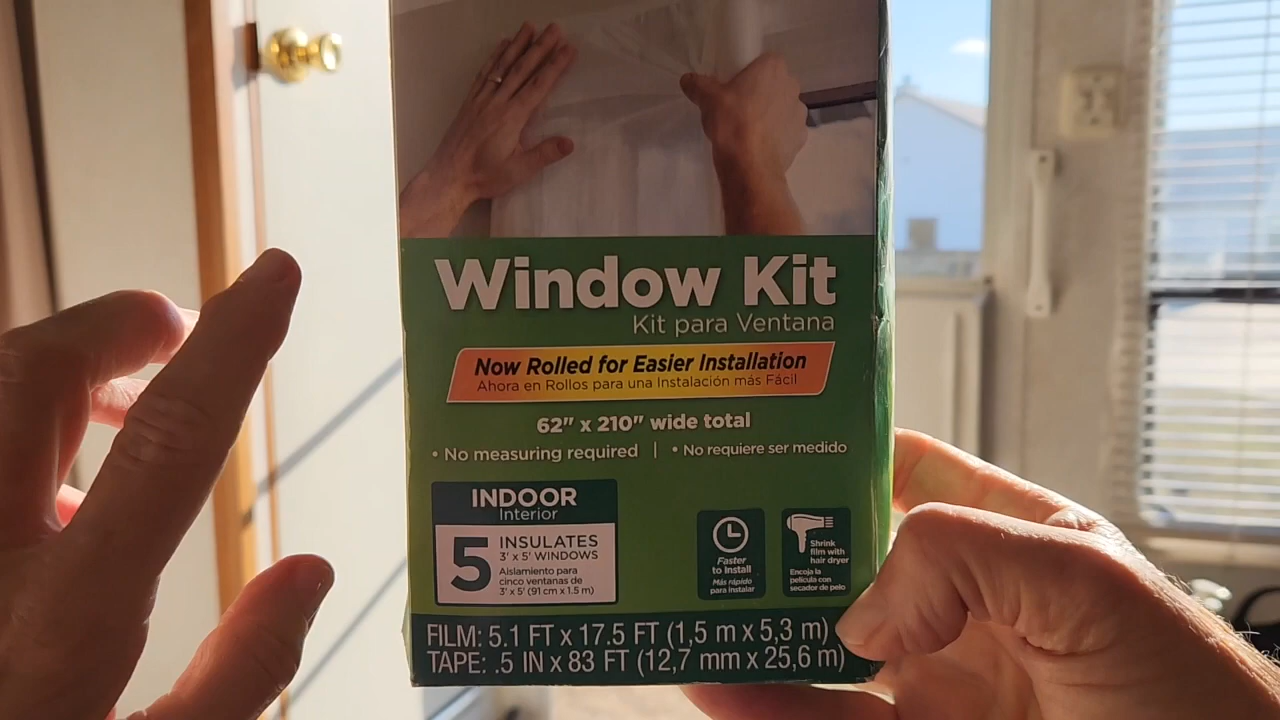 Window Kit
Kit para Ventana
Now Rolled for Easier Installation
Ahora en Rollos para una Instalación más Fácil
62" x 210" wide total
• No measuring required | • No requiere ser medido
INDOOR
Interior
5
INSULATES
3' x 5' WINDOWS
Aislamiento para
cinco ventanas de
3' x 5' (91 cm x 1.5 m)
Faster
to Install
Más rápido
para instalar
Shrink
film with
hair dryer
Encoja la
película con
secador de pelo
FILM: 5.1 FT x 17.5 FT (1,5 m x 5,3 m)
TAPE: .5 IN x 83 FT (12,7 mm x 25,6 m)